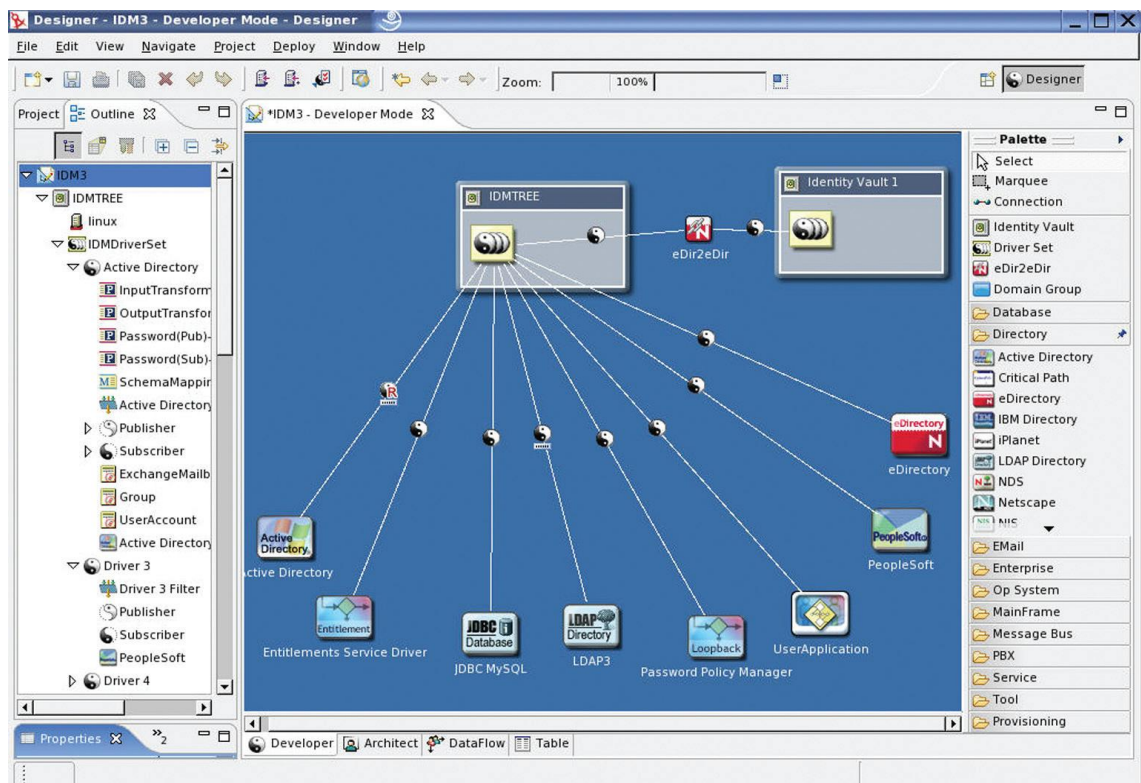 Designer - IDM3 - Developer Mode - Designer
File Edit View Navigate Project Deploy Window Help
Zoom: 100%
Designer
Project Outline
IDM3
IDMTREE
linux
IDMDriverSet
Active Directory
InputTransform
OutputTransfor
Password(Pub)-
Password(Sub)-
SchemaMappin
Active Directory
Publisher
Subscriber
ExchangeMailb
Group
UserAccount
Active Directory
Driver 3
Driver 3 Filter
Publisher
Subscriber
PeopleSoft
Driver 4
Properties
2
*IDM3 - Developer Mode
IDMTREE
Identity Vault 1
eDir2eDir
R
eDirectory
N
eDirectory
PeopleSoft
PeopleSoft
Active Directory
Active Directory
Entitlement
Entitlements Service Driver
JDBC
Database
JDBC MySQL
LDAP
Directory
LDAP3
Loopback
Password Policy Manager
UserApplication
Developer Architect DataFlow Table
Palette
Select
Marquee
Connection
Identity Vault
Driver Set
eDir2eDir
Domain Group
Database
Directory
Active Directory
Critical Path
eDirectory
IBM Directory
iPlanet
LDAP Directory
NDS
Netscape
NIS
EMail
Enterprise
Op System
MainFrame
Message Bus
PBX
Service
Tool
Provisioning